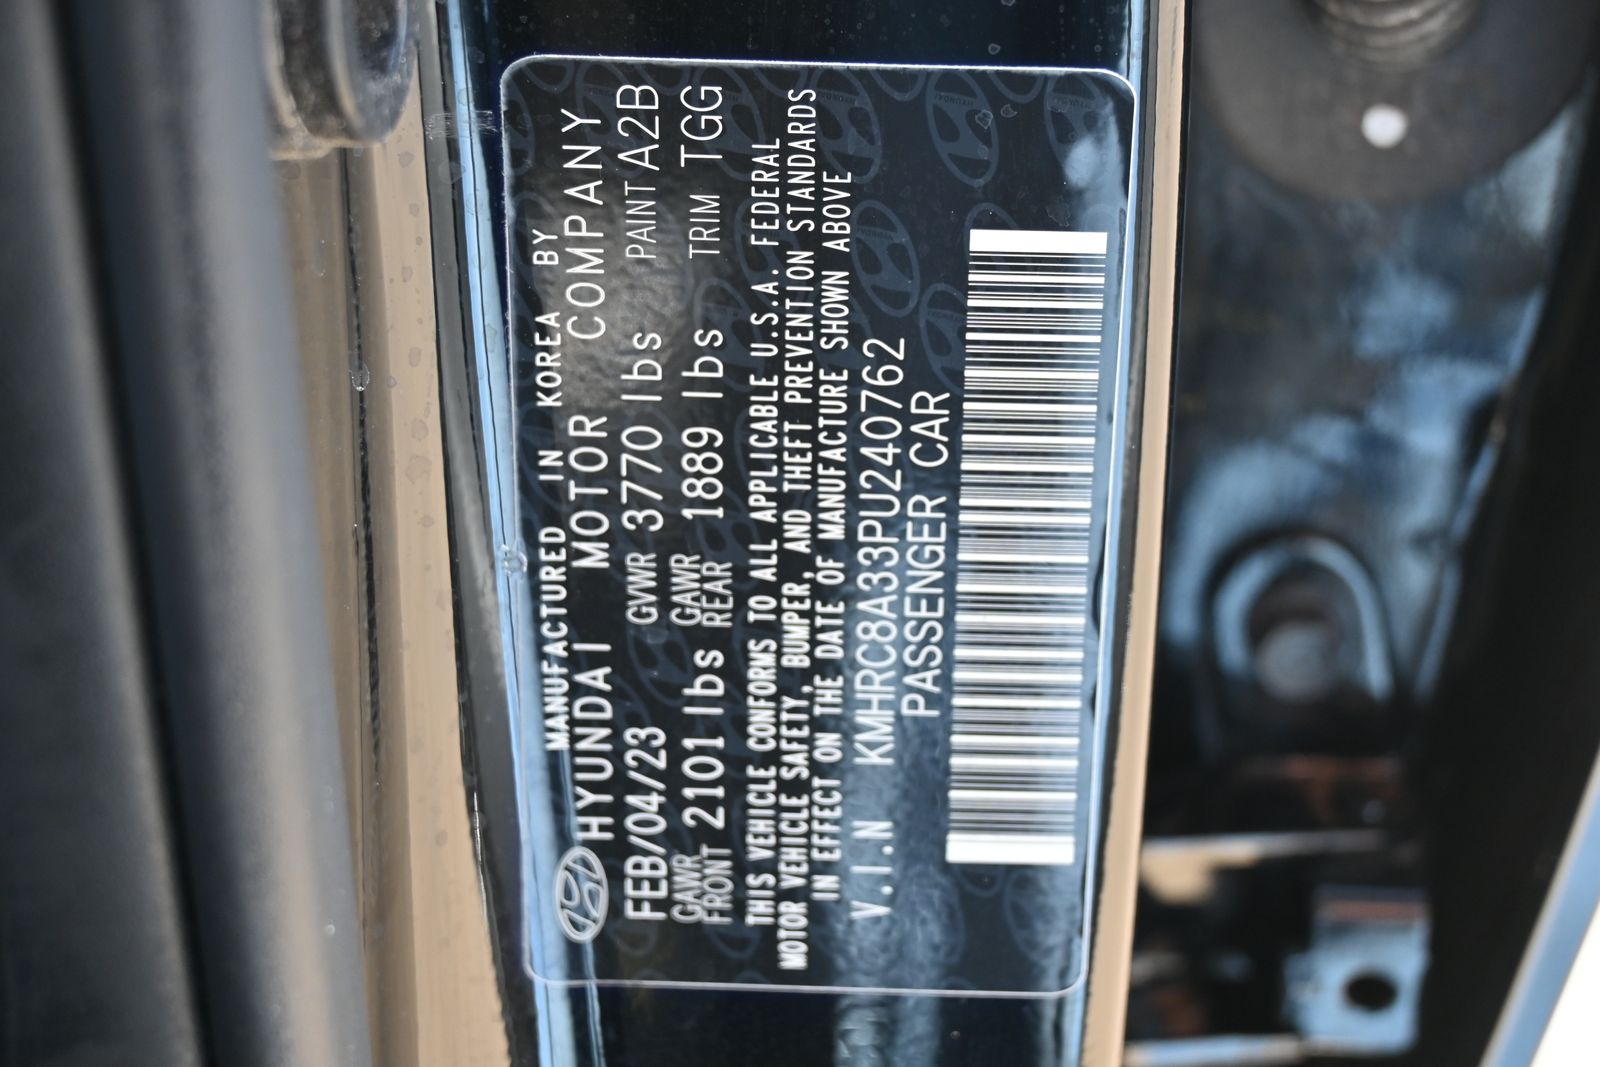 MANUFACTURED IN KOREA BY
HYUNDAI MOTOR COMPANY
FEB/04/23 GVWR 3770 lbs PAINT A2B
GAWR FRONT 2101 lbs GAWR REAR 1889 lbs TRIM TGG
THIS VEHICLE CONFORMS TO ALL APPLICABLE U.S.A. FEDERAL
MOTOR VEHICLE SAFETY, BUMPER, AND THEFT PREVENTION STANDARDS
IN EFFECT ON THE DATE OF MANUFACTURE SHOWN ABOVE
V.I.N KMHRC8A33PU240762
PASSENGER CAR